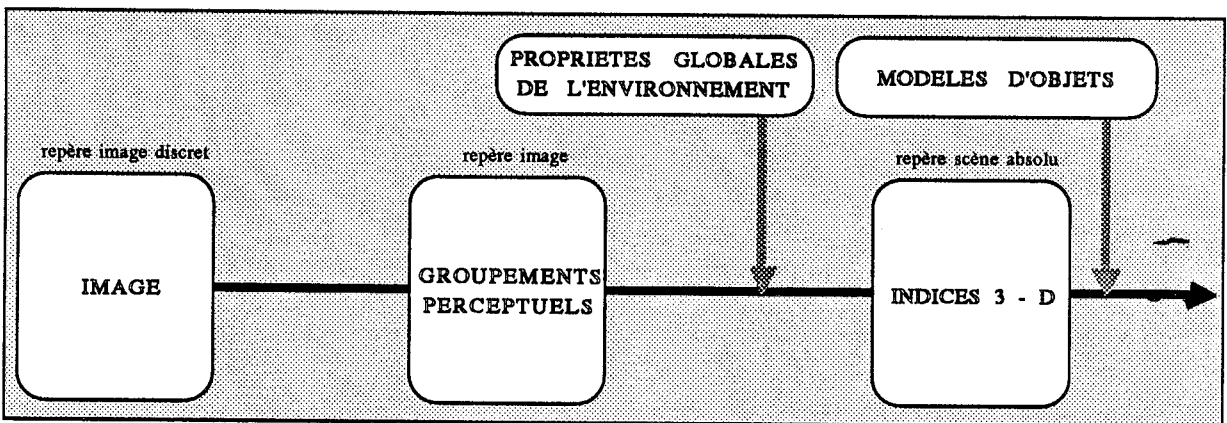 PROPRIETES GLOBALES
DE L'ENVIRONNEMENT
MODELES D'OBJETS
repère image discret
repère image
repère scène absolu
IMAGE
GROUPEMENTS
PERCEPTUELS
INDICES 3 - D